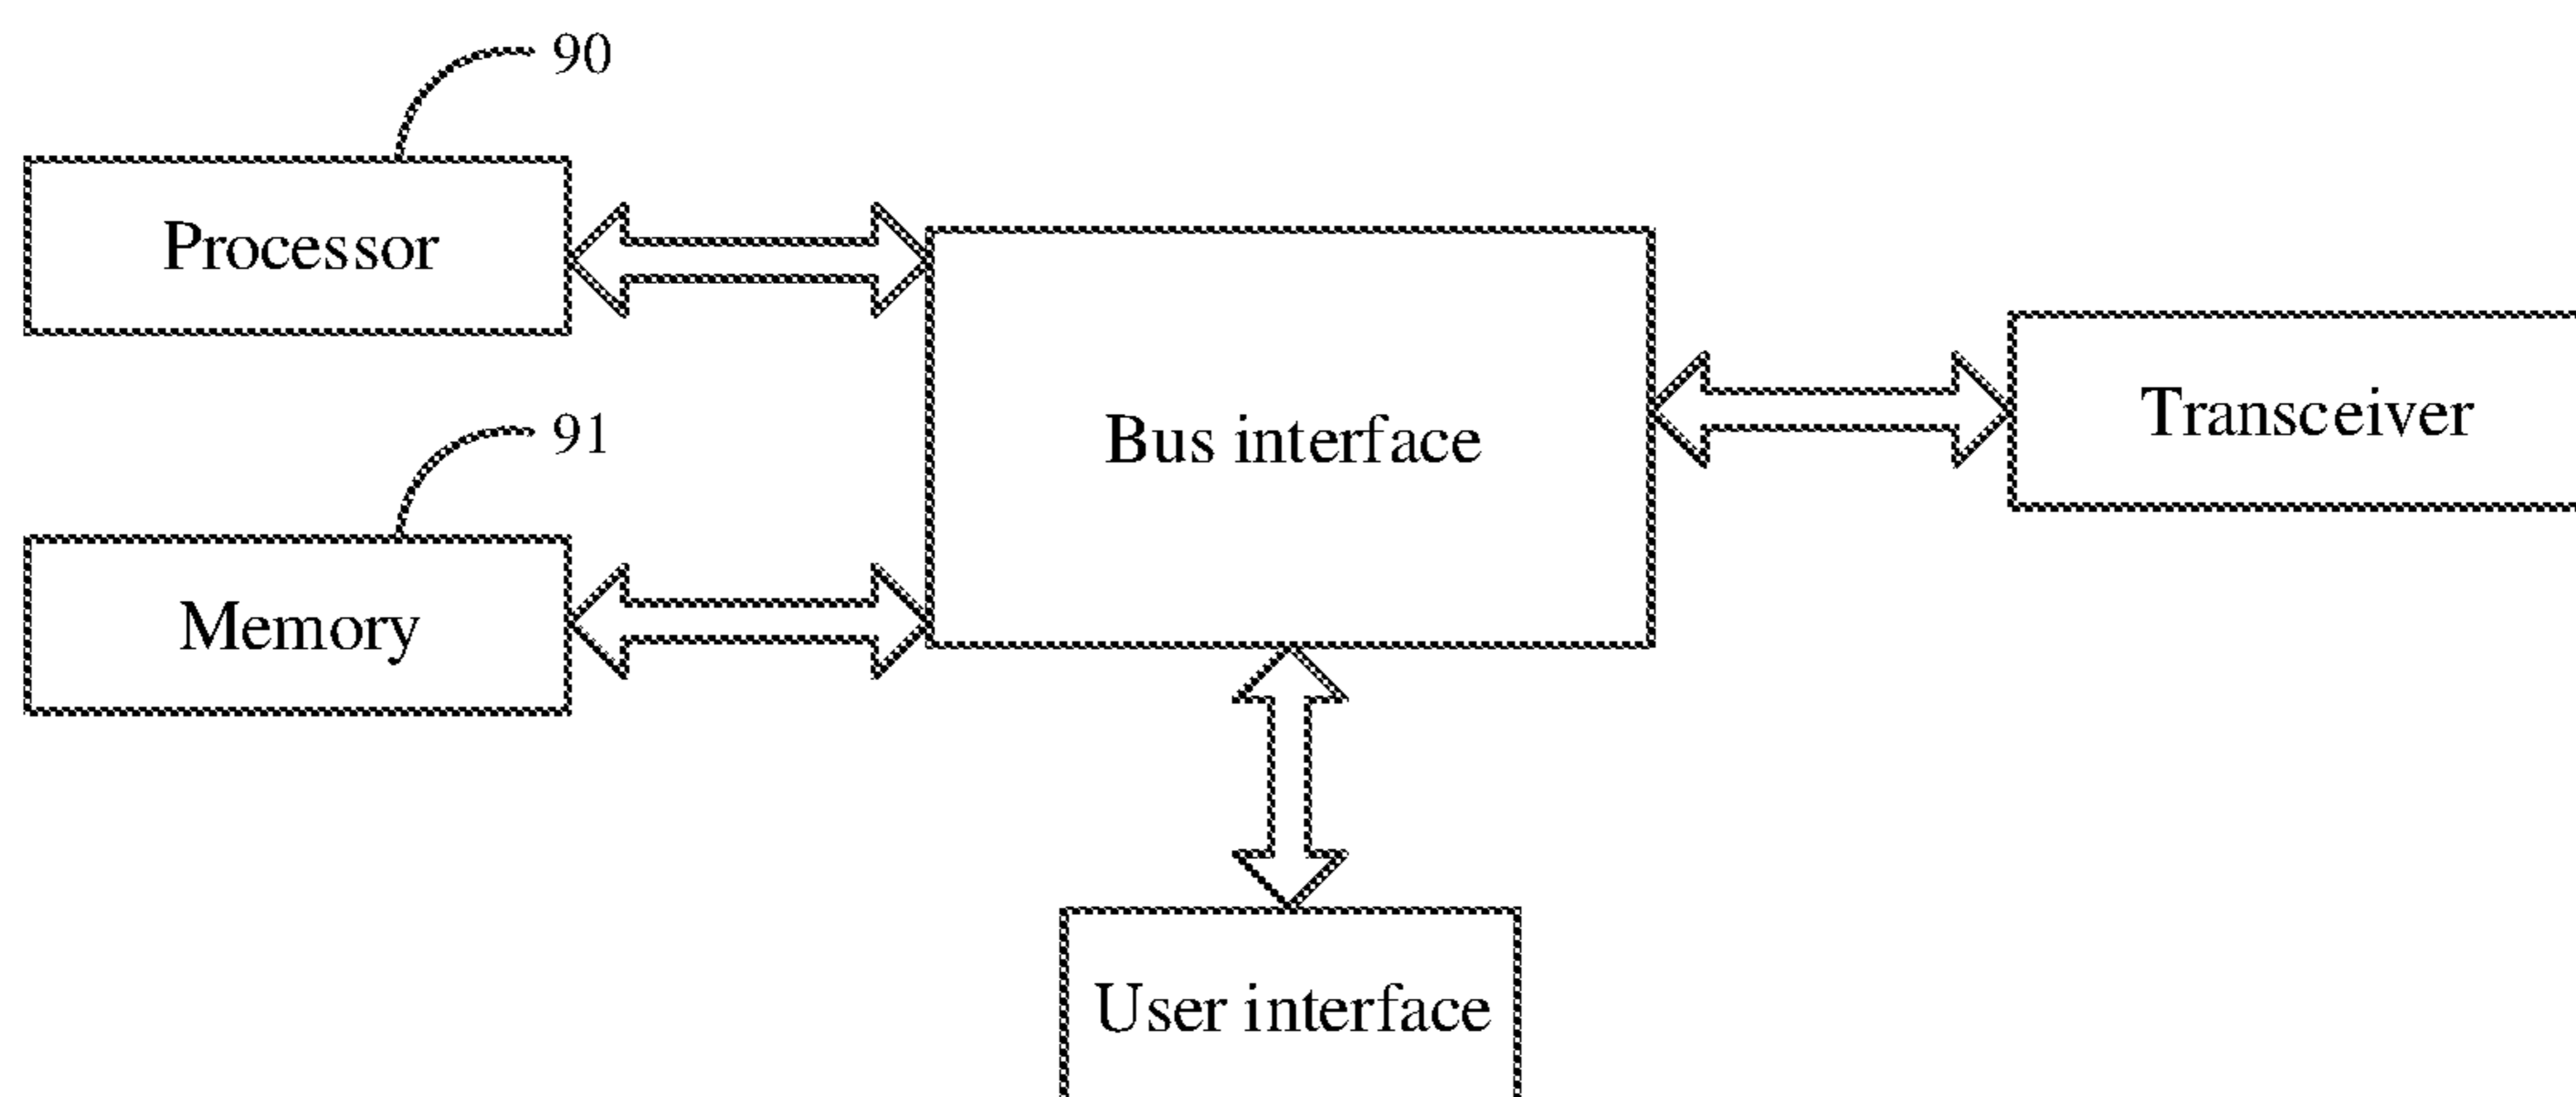 90
Processor
Bus interface
Transceiver
91
Memory
User interface